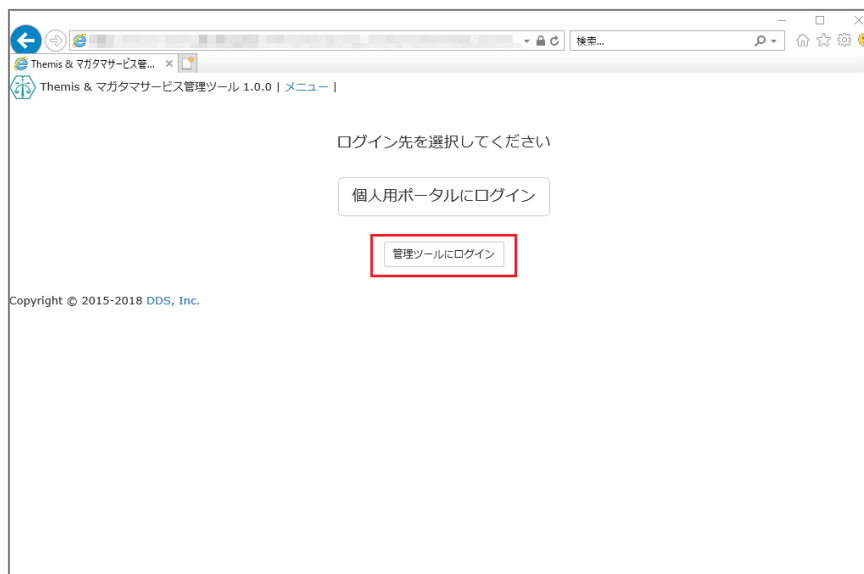 検索...
Themis & マガタマサービス管...
Themis & マガタマサービス管理ツール 1.0.0 | メニュー |
ログイン先を選択してください
個人用ポータルにログイン
管理ツールにログイン
Copyright © 2015-2018 DDS, Inc.